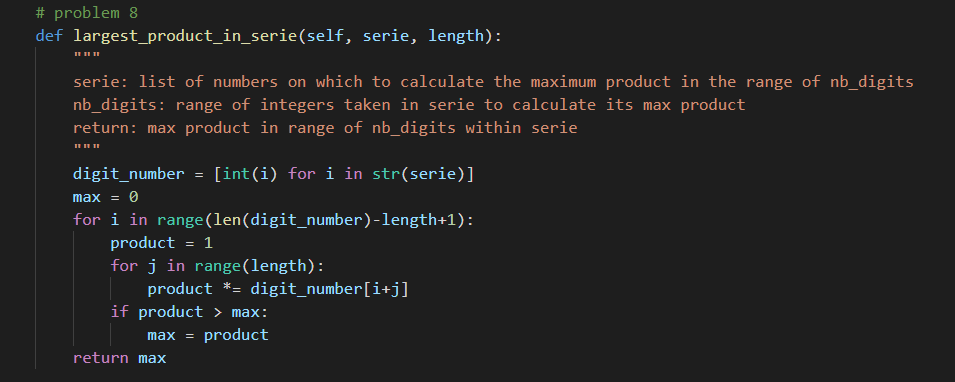 # problem 8
def largest_product_in_serie(self, serie, length):
    """
    serie: list of numbers on which to calculate the maximum product in the range of nb_digits
    nb_digits: range of integers taken in serie to calculate its max product
    return: max product in range of nb_digits within serie
    """
    digit_number = [int(i) for i in str(serie)]
    max = 0
    for i in range(len(digit_number)-length+1):
        product = 1
        for j in range(length):
            product *= digit_number[i+j]
        if product > max:
            max = product
    return max